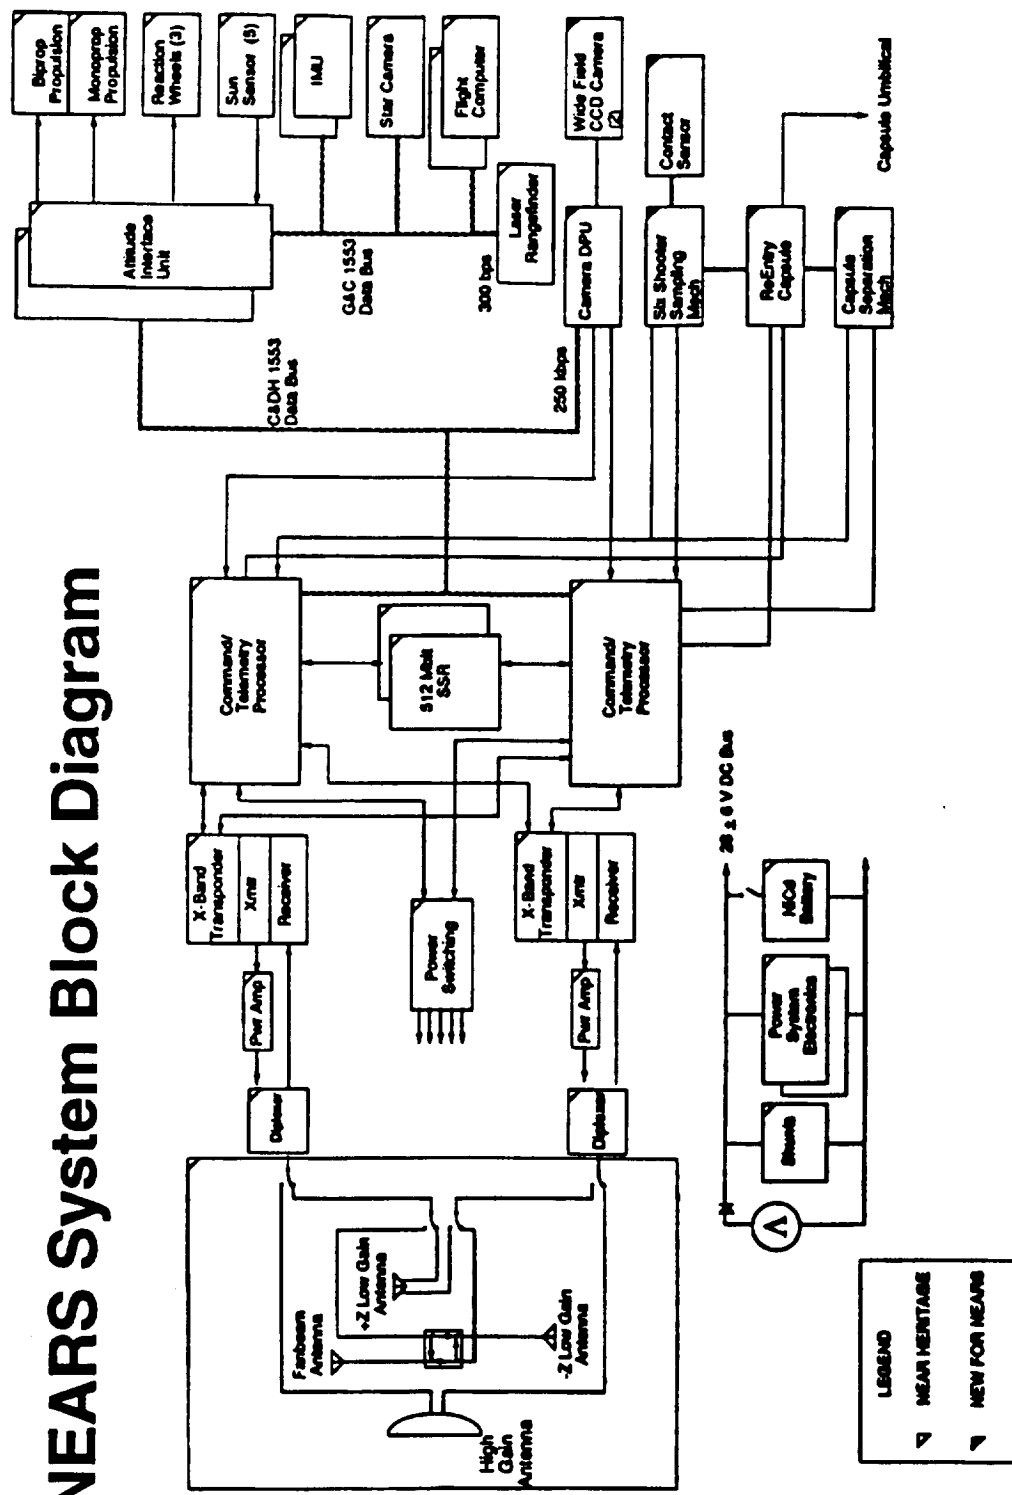 NEARS System Block Diagram
Biprop
Propulsion
Monoprop
Propulsion
Reaction
Wheels (3)
Sun
Sensor (5)
IMU
Star Camera
Flight
Computer
Wide Field
CCD Camera
(2)
Contact
Sensor
Capsule Umbilical
Attitude
Interface
Unit
G&C 1553
Data Bus
300 bps
Laser
Rangefinder
Camera DPU
Six Shooter
Sampling
Mech
ReEntry
Capsule
Capsule
Separation
Mech
C&DH 1553
Data Bus
250 kbps
Command/
Telemetry
Processor
512 Mbit
SSR
Command/
Telemetry
Processor
X-Band
Transponder
Xmtr
Receiver
Power
Switching
X-Band
Transponder
Xmtr
Receiver
28 ± 6 V DC Bus
Pwr Amp
Pwr Amp
NiCd
Battery
Power
System
Electronics
Shunts
Diplexer
Diplexer
V
Fanbeam
Antenna
+Z Low Gain
Antenna
-Z Low Gain
Antenna
High
Gain
Antenna
LEGEND
NEAR HERITAGE
NEW FOR NEARS